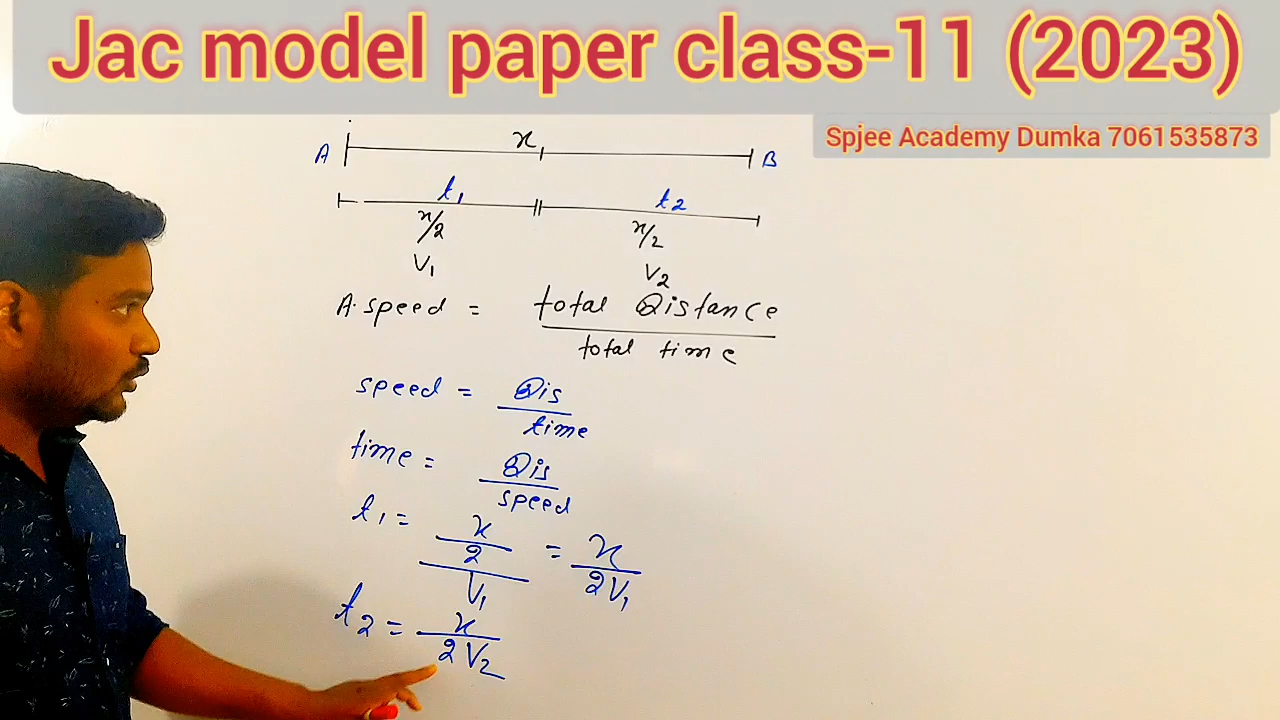 Jac model paper class-11 (2023)
Spjee Academy Dumka 7061535873
A x B
t₁ t₂
x/2 x/2
V₁ V₂
A.speed = total Distance
total time
speed = Dis
time
time = Dis
speed
t₁ = x/2 / V₁ = x / 2V₁
t₂ = x / 2V₂